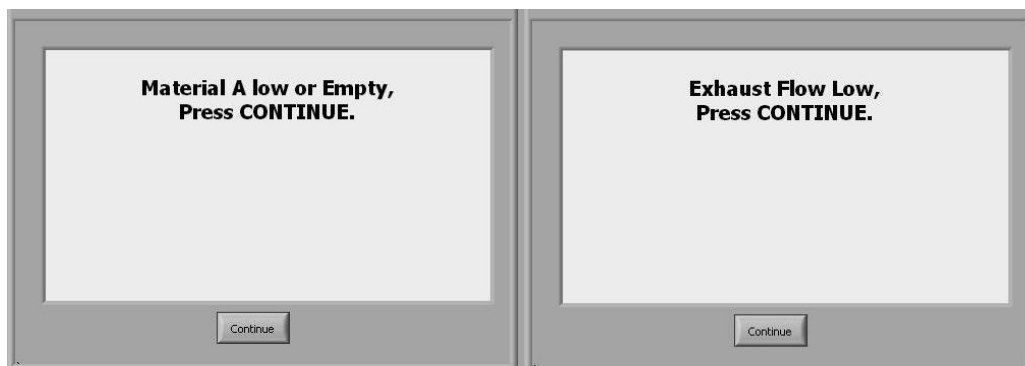 Material A low or Empty,
Press CONTINUE.
Continue
Exhaust Flow Low,
Press CONTINUE.
Continue